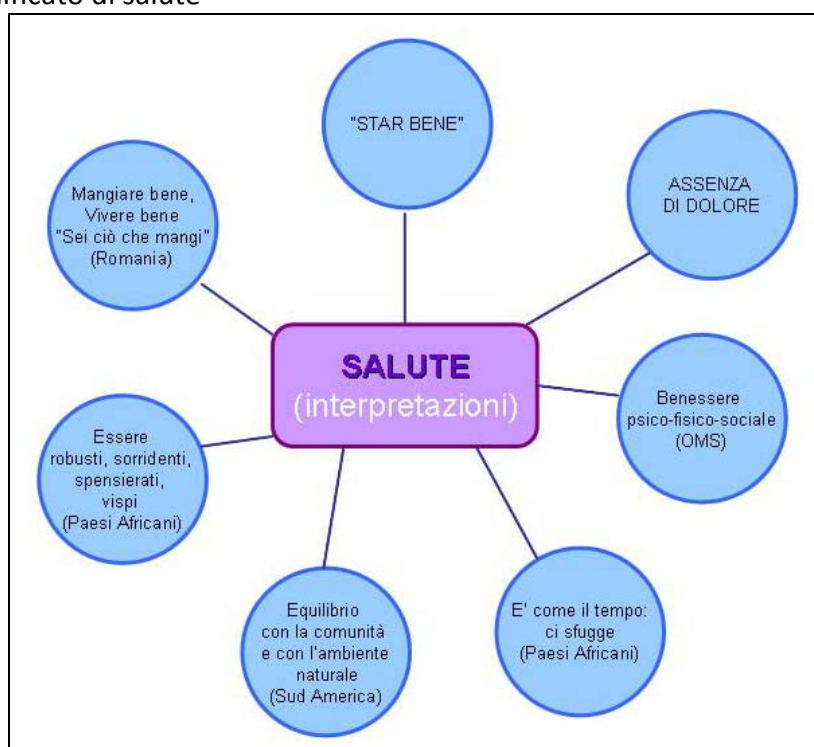 di salute
"STAR BENE"
ASSENZA
DI DOLORE
Mangiare bene,
Vivere bene
"Sei ciò che mangi"
(Romania)
SALUTE
(interpretazioni)
Benessere
psico-fisico-sociale
(OMS)
Essere
robusti, sorridenti,
spensierati,
vispi
(Paesi Africani)
Equilibrio
con la comunità
e con l'ambiente
naturale
(Sud America)
E' come il tempo:
ci sfugge
(Paesi Africani)